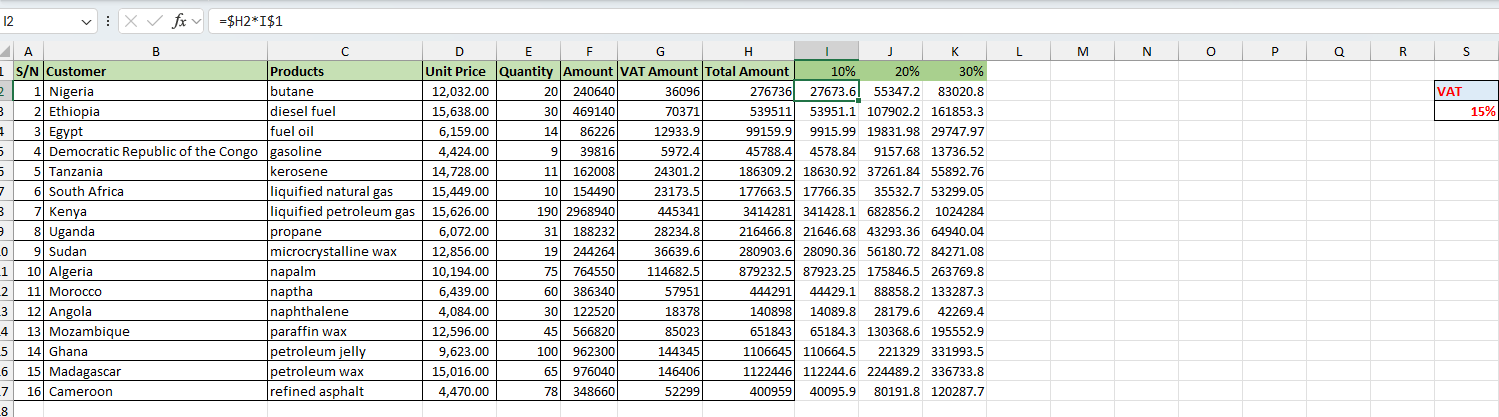 I2 fx =$H2*I$1
A B C D E F G H I J K L M N O P Q R S
1 S/N Customer Products Unit Price Quantity Amount VAT Amount Total Amount 10% 20% 30%
2 1 Nigeria butane 12,032.00 20 240640 36096 276736 27673.6 55347.2 83020.8 VAT
3 2 Ethiopia diesel fuel 15,638.00 30 469140 70371 539511 53951.1 107902.2 161853.3 15%
4 3 Egypt fuel oil 6,159.00 14 86226 12933.9 99159.9 9915.99 19831.98 29747.97
5 4 Democratic Republic of the Congo gasoline 4,424.00 9 39816 5972.4 45788.4 4578.84 9157.68 13736.52
6 5 Tanzania kerosene 14,728.00 11 162008 24301.2 186309.2 18630.92 37261.84 55892.76
7 6 South Africa liquified natural gas 15,449.00 10 154490 23173.5 177663.5 17766.35 35532.7 53299.05
8 7 Kenya liquified petroleum gas 15,626.00 190 2968940 445341 3414281 341428.1 682856.2 1024284
9 8 Uganda propane 6,072.00 31 188232 28234.8 216466.8 21646.68 43293.36 64940.04
0 9 Sudan microcrystalline wax 12,856.00 19 244264 36639.6 280903.6 28090.36 56180.72 84271.08
1 10 Algeria napalm 10,194.00 75 764550 114682.5 879232.5 87923.25 175846.5 263769.8
2 11 Morocco naptha 6,439.00 60 386340 57951 444291 44429.1 88858.2 133287.3
3 12 Angola naphthalene 4,084.00 30 122520 18378 140898 14089.8 28179.6 42269.4
4 13 Mozambique paraffin wax 12,596.00 45 566820 85023 651843 65184.3 130368.6 195552.9
5 14 Ghana petroleum jelly 9,623.00 100 962300 144345 1106645 110664.5 221329 331993.5
6 15 Madagascar petroleum wax 15,016.00 65 976040 146406 1122446 112244.6 224489.2 336733.8
7 16 Cameroon refined asphalt 4,470.00 78 348660 52299 400959 40095.9 80191.8 120287.7
8